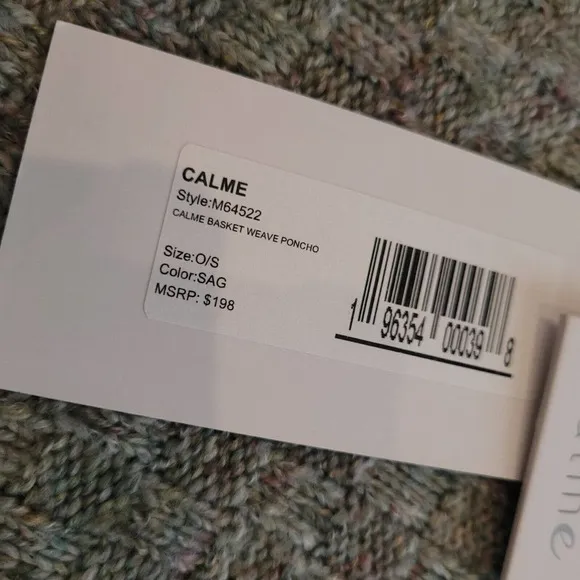 CALME
Style:M64522
CALME BASKET WEAVE PONCHO
Size:O/S
Color:SAG
MSRP: $198
1 96354 00039 8